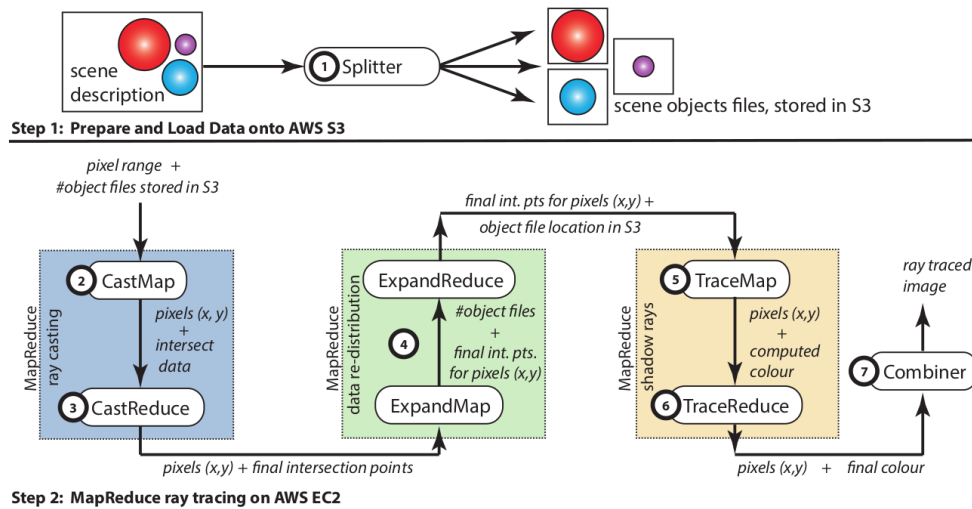 scene
description
1 Splitter
scene objects files, stored in S3
Step 1: Prepare and Load Data onto AWS S3
pixel range +
#object files stored in S3
MapReduce
ray casting
2 CastMap
pixels (x, y)
+
intersect
data
3 CastReduce
pixels (x,y) + final intersection points
MapReduce
data re-distribution
ExpandReduce
4
#object files
+
final int. pts.
for pixels (x,y)
ExpandMap
final int. pts for pixels (x,y) +
object file location in S3
MapReduce
shadow rays
5 TraceMap
pixels (x,y)
+
computed
colour
6 TraceReduce
pixels (x,y) + final colour
ray traced
image
7 Combiner
Step 2: MapReduce ray tracing on AWS EC2